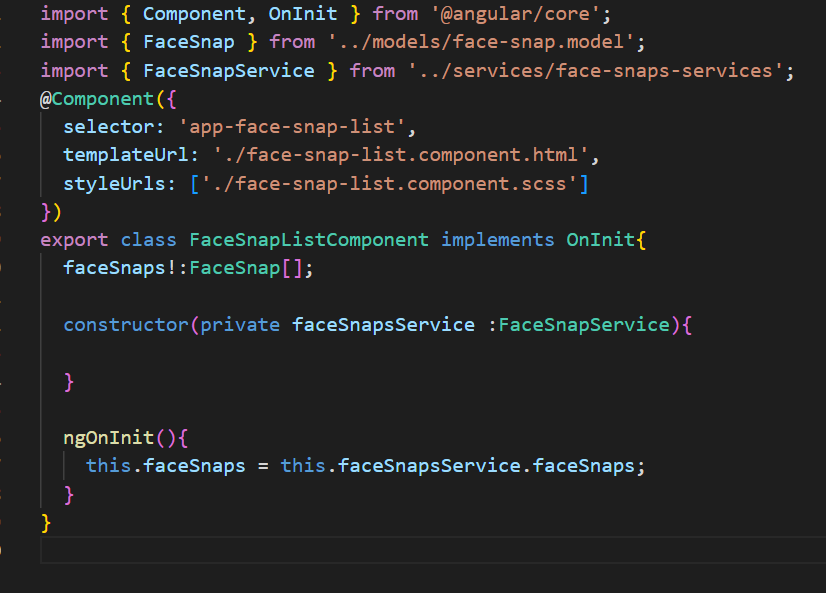 import { Component, OnInit } from '@angular/core';
import { FaceSnap } from '../models/face-snap.model';
import { FaceSnapService } from '../services/face-snaps-services';
@Component({
  selector: 'app-face-snap-list',
  templateUrl: './face-snap-list.component.html',
  styleUrls: ['./face-snap-list.component.scss']
})
export class FaceSnapListComponent implements OnInit{
  faceSnaps!:FaceSnap[];
  constructor(private faceSnapsService :FaceSnapService){
  }
  ngOnInit(){
    this.faceSnaps = this.faceSnapsService.faceSnaps;
  }
}